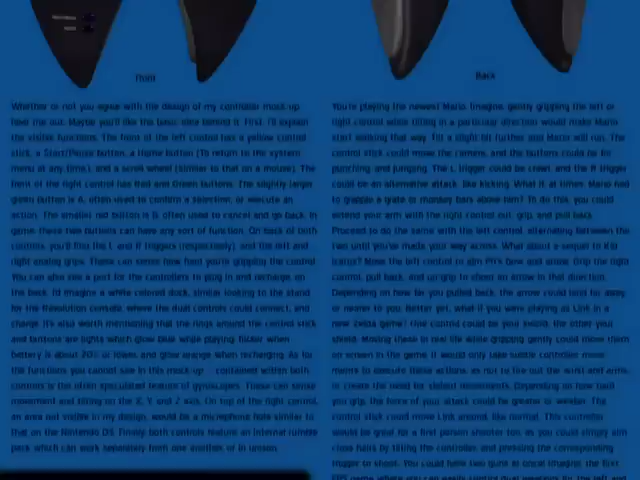 Front
Back
Whether or not you agree with the design of my controller mock-up,
hear me out. Maybe you'll like the basic idea behind it. First, I'll explain
the visible functions. The front of the left control has a yellow control
stick, a Start/Pause button, a Home button (To return to the system
menu at any time), and a scroll wheel (similar to that on a mouse). The
front of the right control has Red and Green buttons. The slightly larger
green button is A, often used to confirm a selection, or execute an
action. The smaller red button is B, often used to cancel and go back. In
game, these two buttons can have any sort of function. On back of both
controls, you'll find the L and R triggers (respectively) and the left and
right analog grips. These can sense how hard you're gripping the control.
You can also see a port for the controllers to plug in and recharge, on
the back. I'd imagine a white colored dock, similar looking to the stand
for the Revolution console, where the dual controls could connect, and
charge. It's also worth mentioning that the rings around the control stick
and buttons are lights which glow blue while playing, flicker when
battery is about 20% or lower, and glow orange when recharging. As for
the functions you cannot see in this mock-up contained within both
controls is the often speculated feature of gyroscopes. These can sense
movement and tilting on the X, Y, and Z axis. On top of the right control,
an area not visible in my design, would be a microphone hole similar to
that on the Nintendo DS. Finally, both controls feature an internal rumble
pack which can work separately from one another, or in unison.
You're playing the newest Mario. Imagine, gently gripping the left or
right control while tilting in a particular direction would make Mario
start walking that way. Tilt a slight bit further and Mario will run. The
control stick could move the camera, and the buttons could be for
punching and jumping. The L trigger could be crawl, and the R trigger
could be an alternative attack, like kicking. What if at times, Mario had
to grapple a grate or monkey bars above him? To do this, you could
extend your arm with the right control out, grip, and pull back.
Proceed to do the same with the left control, alternating between the
two until you've made your way across. What about a sequel to Kid
Icarus? Move the left control to aim Pit's bow and arrow. Grip the right
control, pull back, and un-grip to shoot an arrow in that direction.
Depending on how far you pulled back, the arrow could land far away,
or nearer to you. Better yet, what if you were playing as Link in a
new Zelda game? One control could be your shield, the other your
shield. Moving these in real life while gripping gently could move them
on screen in the game. It would only take subtle controller move-
ments to execute these actions, as not to tire out the wrist and arms,
or create the need for violent movements. Depending on how hard
you grip, the force of your attack could be greater or weaker. The
control stick could move Link around, like normal. This controller
would be great for a first person shooter too, as you could simply aim
close fields by tilting the controller, and pressing the corresponding
trigger to shoot. You could have two guns at once! Imagine the first
FPS game where you can easily control dual weapons for the left and